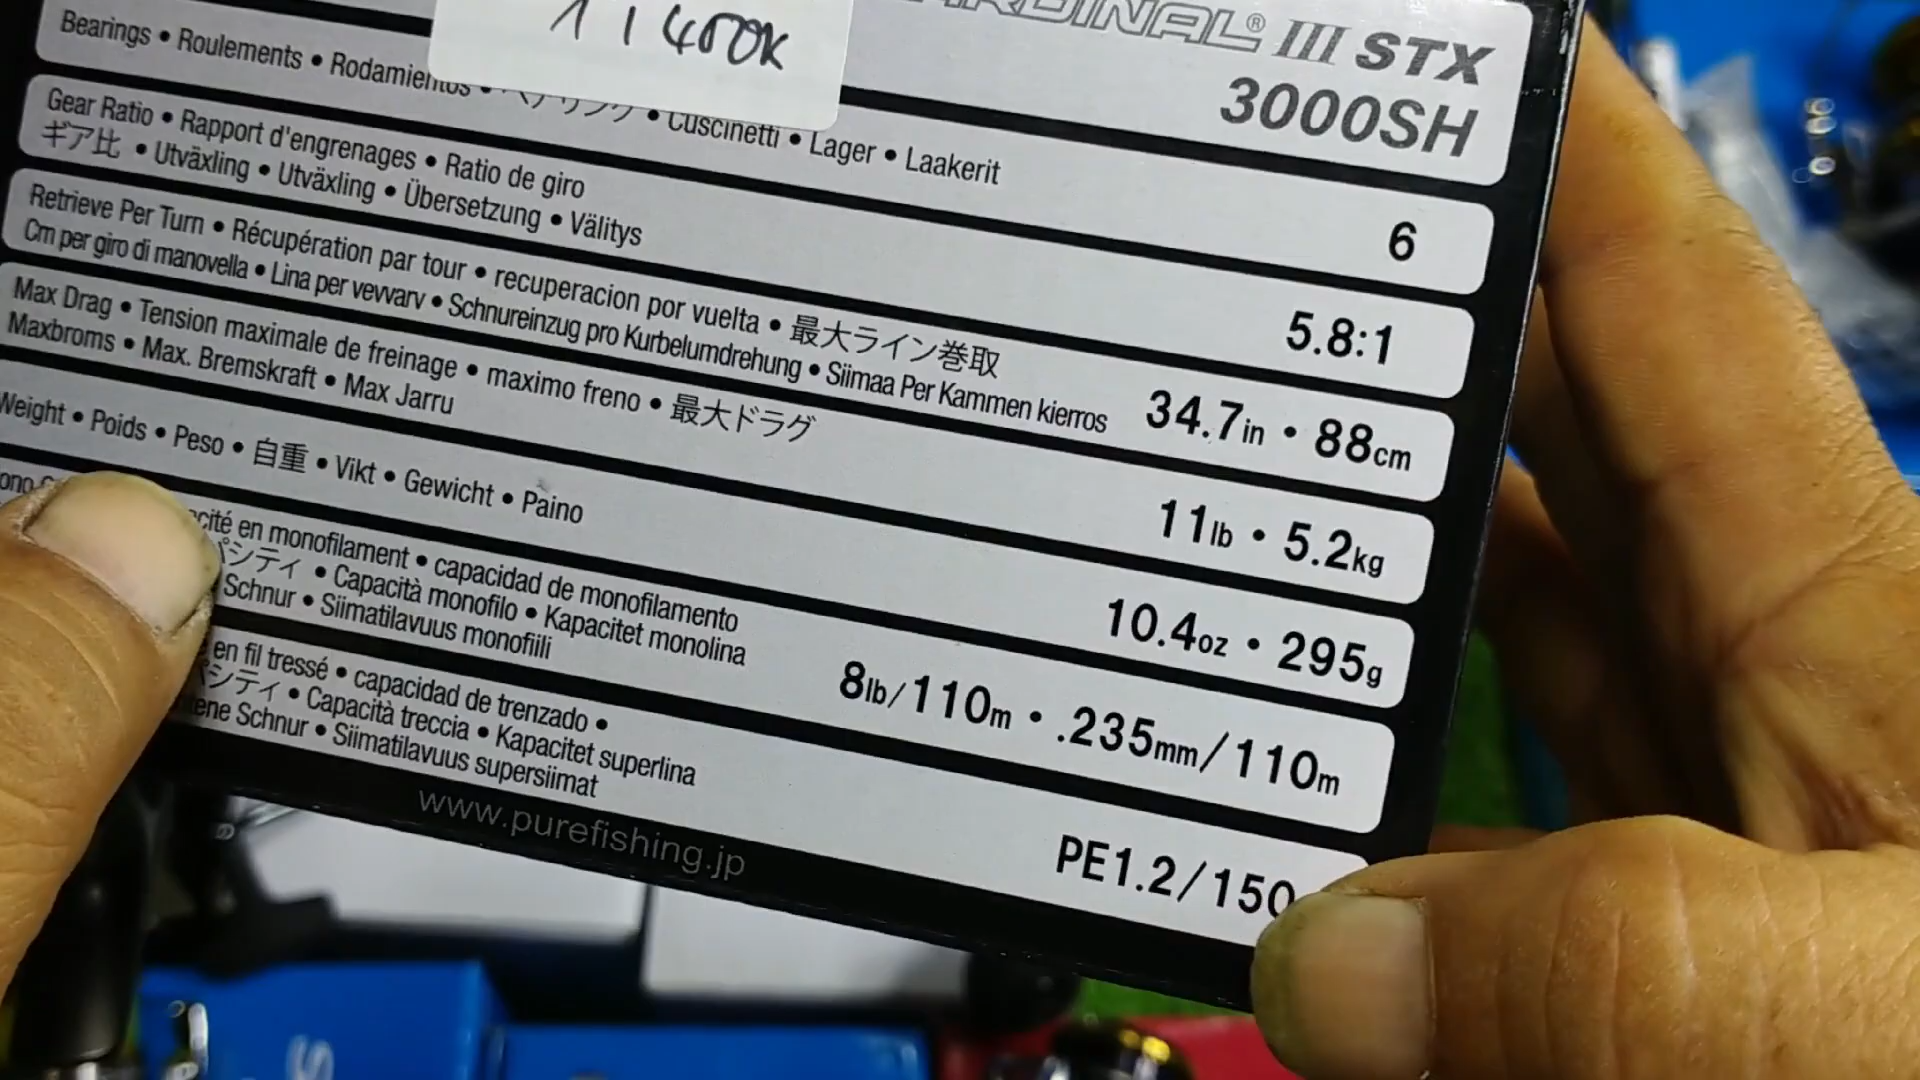 1 1 400K
CARDINAL® III STX
3000SH
Bearings • Roulements • Rodamientos • ベアリング • Cuscinetti • Lager • Laakerit
6
Gear Ratio • Rapport d'engrenages • Ratio de giro
ギア比 • Utväxling • Utväxling • Übersetzung • Välitys
5.8:1
Retrieve Per Turn • Récupération par tour • recuperacion por vuelta • 最大ライン巻取
Cm per giro di manovella • Lina per vevvarv • Schnureinzug pro Kurbelumdrehung • Siimaa Per Kammen kierros
34.7in • 88cm
Max Drag • Tension maximale de freinage • maximo freno • 最大ドラグ
Maxbroms • Max. Bremskraft • Max Jarru
11lb • 5.2kg
Weight • Poids • Peso • 自重 • Vikt • Gewicht • Paino
10.4oz • 295g
en monofilament • capacidad de monofilamento
パシティ • Capacità monofilo • Kapacitet monolina
Schnur • Siimatilavuus monofiili
8lb/110m • .235mm/110m
en fil tressé • capacidad de trenzado •
パシティ • Capacità treccia • Kapacitet superlina
Schnur • Siimatilavuus supersiimat
PE1.2/150
www.purefishing.jp